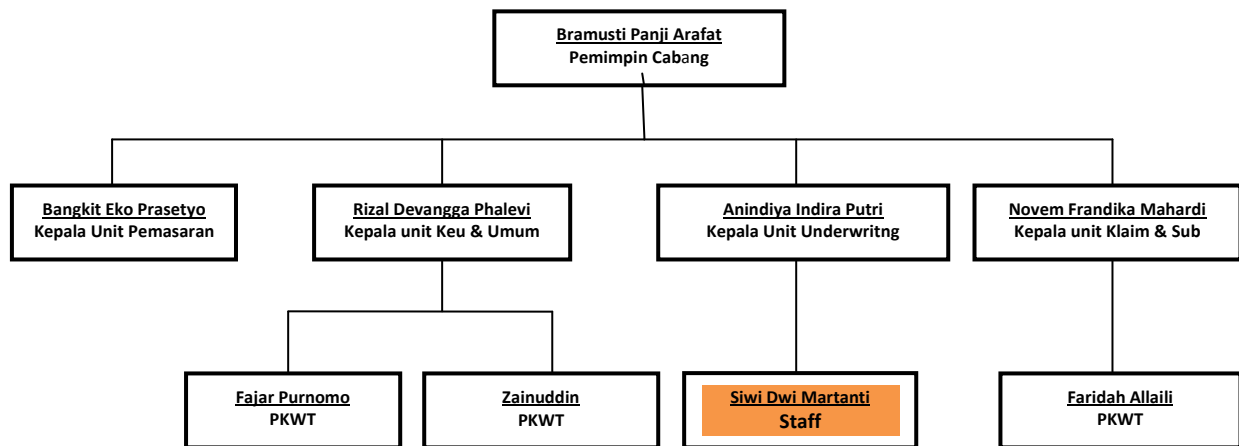 Bramusti Panji Arafat
Pemimpin Cabang
Bangkit Eko Prasetyo
Kepala Unit Pemasaran
Rizal Devangga Phalevi
Kepala unit Keu & Umum
Anindiya Indira Putri
Kepala Unit Underwritng
Novem Frandika Mahardi
Kepala unit Klaim & Sub
Fajar Purnomo
PKWT
Zainuddin
PKWT
Siwi Dwi Martanti
Staff
Faridah Allaili
PKWT